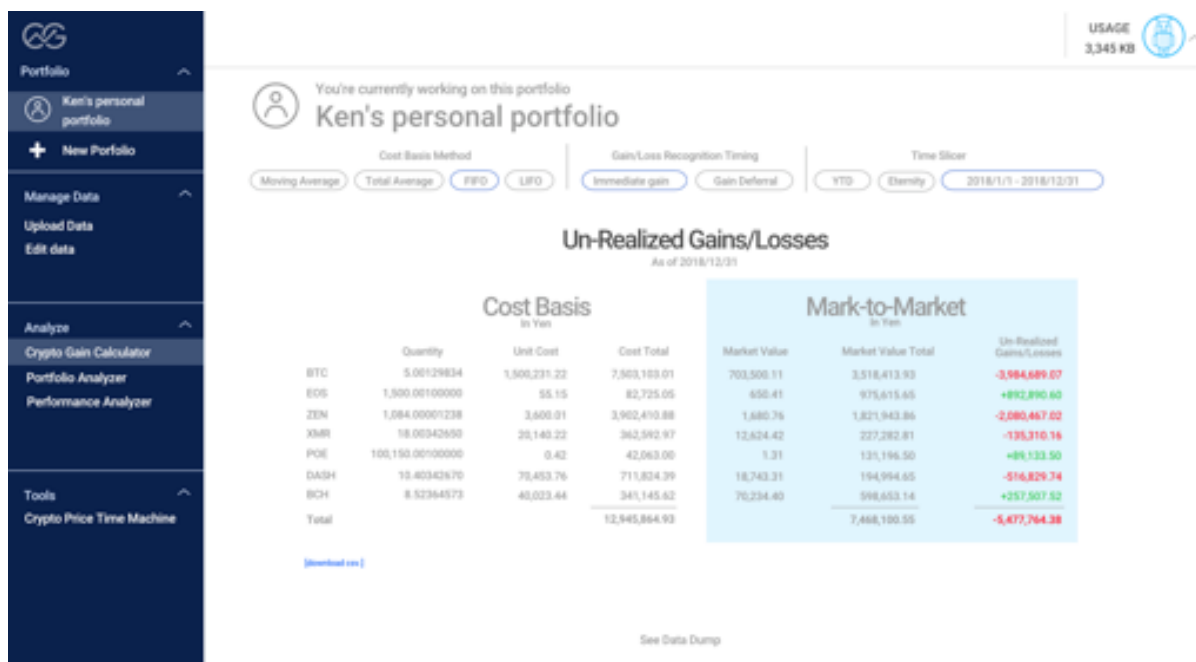 USAGE
3,345 KB
Portfolio
Ken's personal
portfolio
New Porfolio
Manage Data
Upload Data
Edit data
Analyze
Crypto Gain Calculator
Portfolio Analyzer
Performance Analyzer
Tools
Crypto Price Time Machine
You're currently working on this portfolio
Ken's personal portfolio
Cost Basis Method Gain/Loss Recognition Timing Time Slicer
Moving Average Total Average FIFO LIFO Immediate gain Gain Deferral YTD Eternity 2018/1/1 - 2018/12/31
Un-Realized Gains/Losses
As of 2018/12/31
Cost Basis Mark-to-Market
In Yen In Yen
Quantity Unit Cost Cost Total Market Value Market Value Total Un-Realized Gains/Losses
BTC 5.00129834 1,500,231.22 7,503,103.01 703,500.11 3,518,413.93 -3,984,689.07
EOS 1,500.00100000 55.15 82,725.05 650.41 975,615.65 +892,890.60
ZEN 1,084.00001238 3,600.01 3,902,410.88 1,680.76 1,821,943.86 -2,080,467.02
XMR 18.00342650 20,140.22 362,592.97 12,624.42 227,282.81 -135,310.16
POE 100,150.00100000 0.42 42,063.00 1.31 131,196.50 +89,133.50
DASH 10.40342670 70,453.76 711,824.39 18,743.31 194,994.65 -516,829.74
BCH 8.52364573 40,023.44 341,145.62 70,234.40 598,653.14 +257,507.52
Total 12,945,864.93 7,468,100.55 -5,477,764.38
[download csv]
See Data Dump